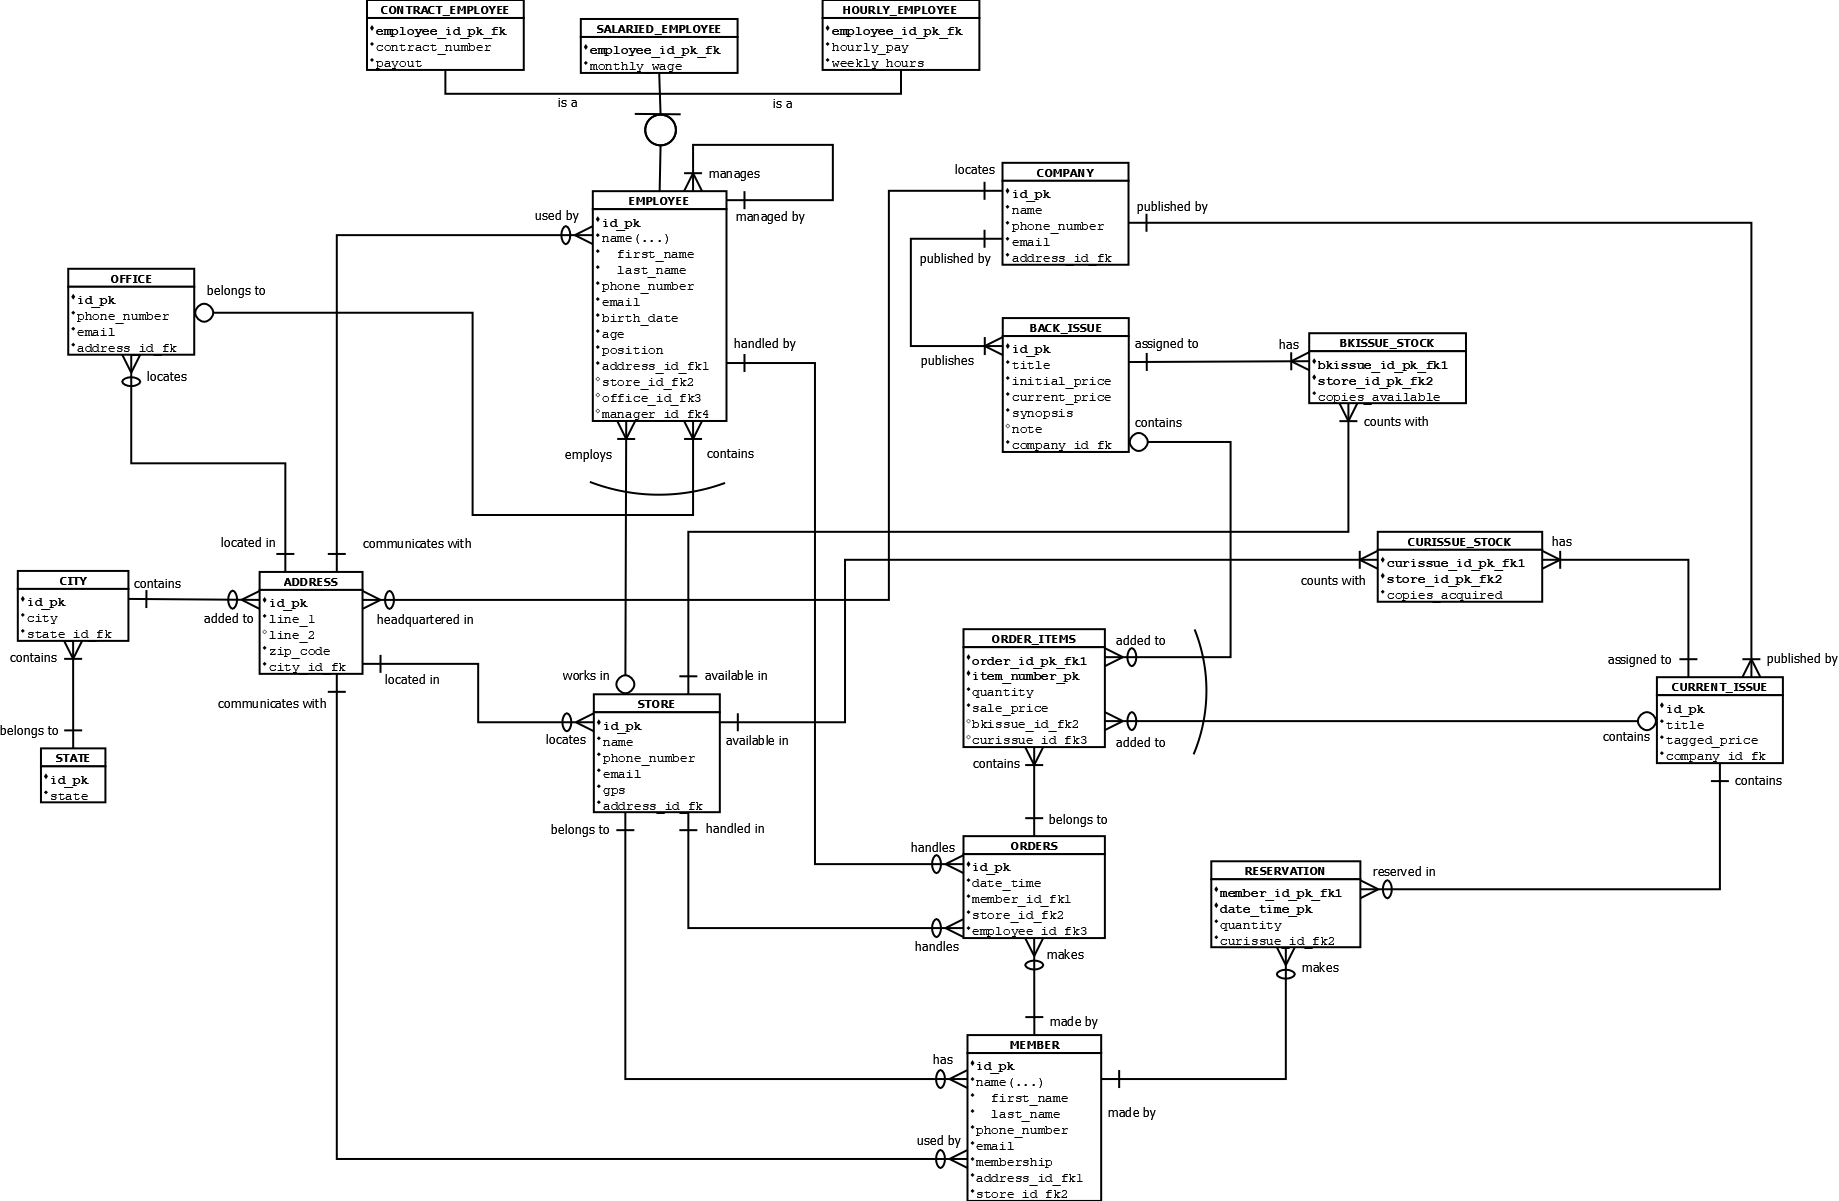 CONTRACT_EMPLOYEE
employee_id_pk_fk
contract_number
payout
SALARIED_EMPLOYEE
employee_id_pk_fk
monthly_wage
HOURLY_EMPLOYEE
employee_id_pk_fk
hourly_pay
weekly_hours
is a
is a
manages
managed by
used by
EMPLOYEE
id_pk
name(...)
first_name
last_name
phone_number
email
birth_date
age
position
address_id_fk1
store_id_fk2
office_id_fk3
manager_id_fk4
handled by
employs
contains
locates
COMPANY
id_pk
name
phone_number
email
address_id_fk
published by
published by
OFFICE
id_pk
phone_number
email
address_id_fk
belongs to
locates
publishes
BACK_ISSUE
id_pk
title
initial_price
current_price
synopsis
note
company_id_fk
assigned to
contains
has
BKISSUE_STOCK
bkissue_id_pk_fk1
store_id_pk_fk2
copies_available
counts with
located in
communicates with
CITY
id_pk
city
state_id_fk
contains
added to
ADDRESS
id_pk
line_1
line_2
zip_code
city_id_fk
headquartered in
located in
communicates with
contains
belongs to
STATE
id_pk
state
CURISSUE_STOCK
curissue_id_pk_fk1
store_id_pk_fk2
copies_acquired
has
counts with
works in
available in
STORE
id_pk
name
phone_number
email
gps
address_id_fk
locates
available in
belongs to
handled in
ORDER_ITEMS
order_id_pk_fk1
item_number_pk
quantity
sale_price
bkissue_id_fk2
curissue_id_fk3
added to
added to
contains
assigned to
published by
CURRENT_ISSUE
id_pk
title
tagged_price
company_id_fk
contains
contains
belongs to
handles
ORDERS
id_pk
date_time
member_id_fk1
store_id_fk2
employee_id_fk3
handles
makes
RESERVATION
member_id_pk_fk1
date_time_pk
quantity
curissue_id_fk2
reserved in
makes
made by
has
MEMBER
id_pk
name(...)
first_name
last_name
phone_number
email
membership
address_id_fk1
store_id_fk2
made by
used by